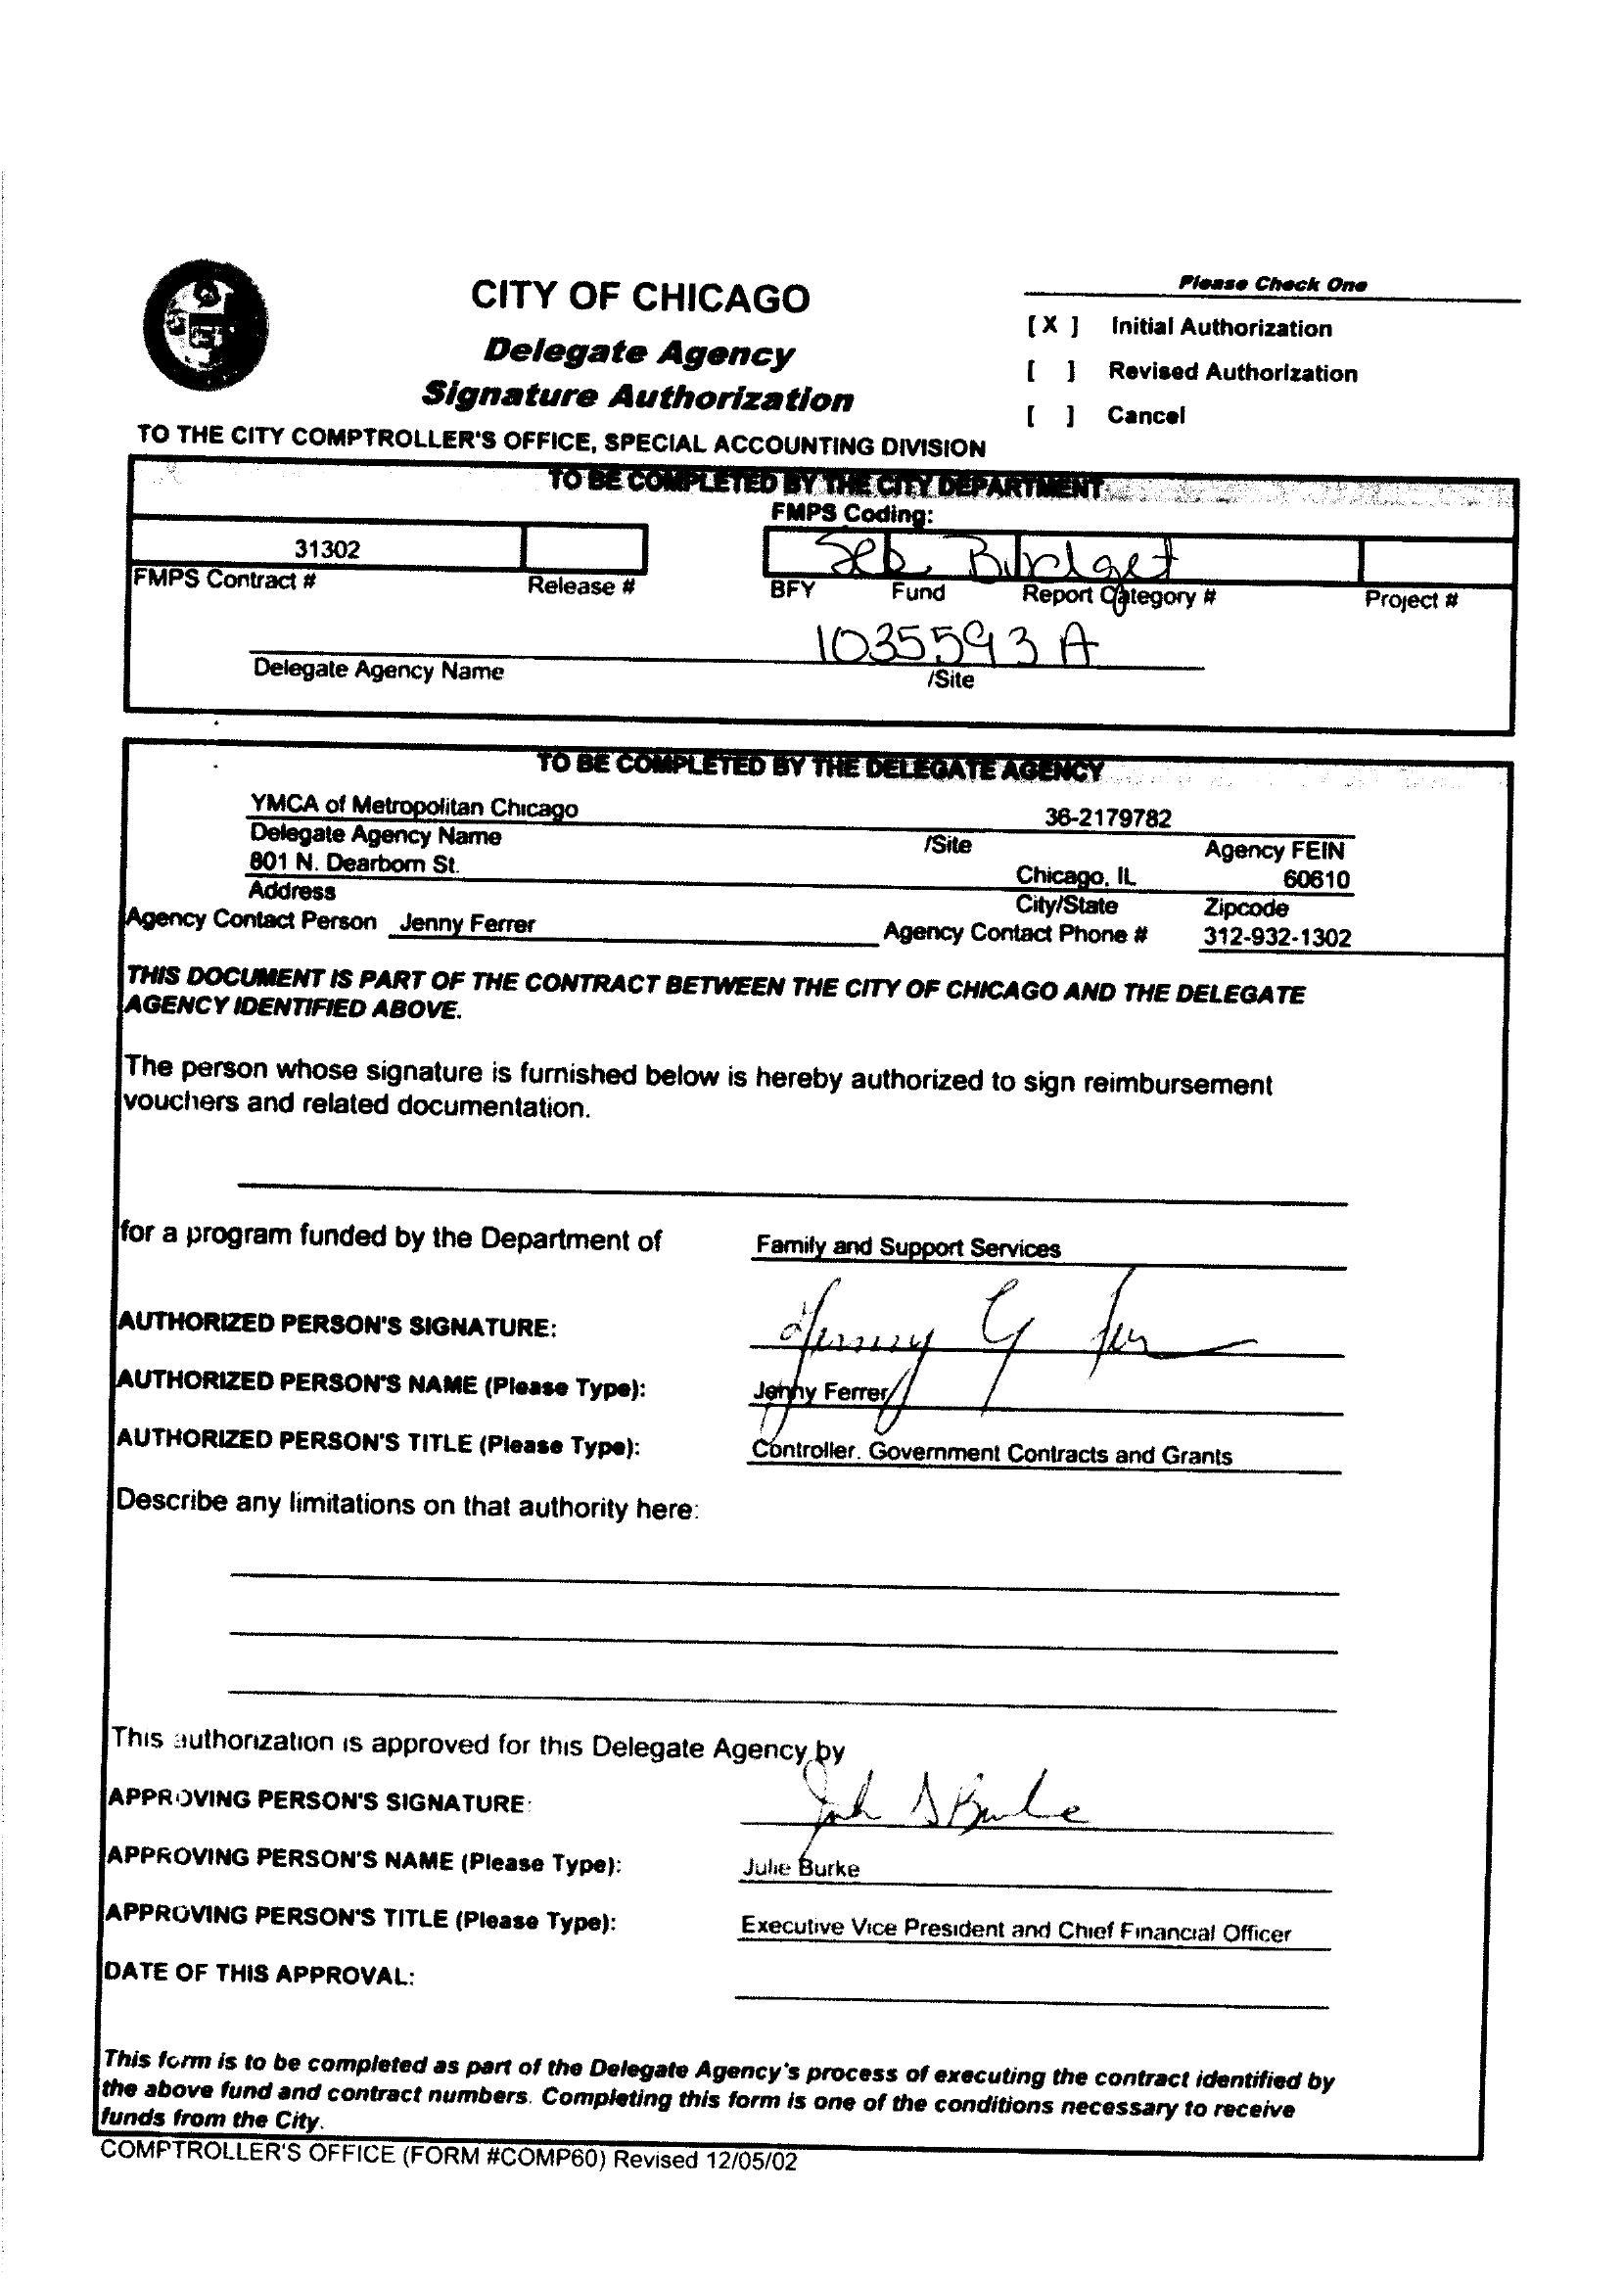 Please Check One
CITY OF CHICAGO
[ X ] Initial Authorization
Delegate Agency
[ ] Revised Authorization
Signature Authorization
[ ] Cancel
TO THE CITY COMPTROLLER'S OFFICE, SPECIAL ACCOUNTING DIVISION
TO BE COMPLETED BY THE CITY DEPARTMENT
FMPS Coding:
31302
FMPS Contract # Release # BFY Fund Report Category # Project #
1035593 A
Delegate Agency Name /Site
TO BE COMPLETED BY THE DELEGATE AGENCY
YMCA of Metropolitan Chicago 36-2179782
Delegate Agency Name /Site Agency FEIN
801 N. Dearborn St. Chicago, IL 60610
Address City/State Zipcode
Agency Contact Person Jenny Ferrer Agency Contact Phone # 312-932-1302
THIS DOCUMENT IS PART OF THE CONTRACT BETWEEN THE CITY OF CHICAGO AND THE DELEGATE
AGENCY IDENTIFIED ABOVE.
The person whose signature is furnished below is hereby authorized to sign reimbursement
vouchers and related documentation.
for a program funded by the Department of Family and Support Services
AUTHORIZED PERSON'S SIGNATURE:
AUTHORIZED PERSON'S NAME (Please Type): Jenny Ferrer
AUTHORIZED PERSON'S TITLE (Please Type): Controller. Government Contracts and Grants
Describe any limitations on that authority here:
This authorization is approved for this Delegate Agency by
APPROVING PERSON'S SIGNATURE:
APPROVING PERSON'S NAME (Please Type): Julie Burke
APPROVING PERSON'S TITLE (Please Type): Executive Vice President and Chief Financial Officer
DATE OF THIS APPROVAL:
This form is to be completed as part of the Delegate Agency's process of executing the contract identified by
the above fund and contract numbers. Completing this form is one of the conditions necessary to receive
funds from the City.
COMPTROLLER'S OFFICE (FORM #COMP60) Revised 12/05/02